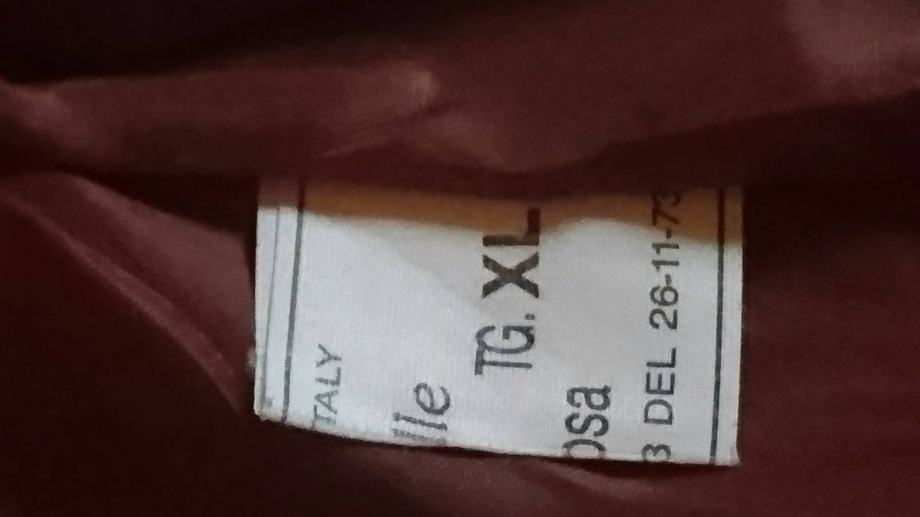 TALY
lle
TG. XL
osa
3 DEL 26-11-73